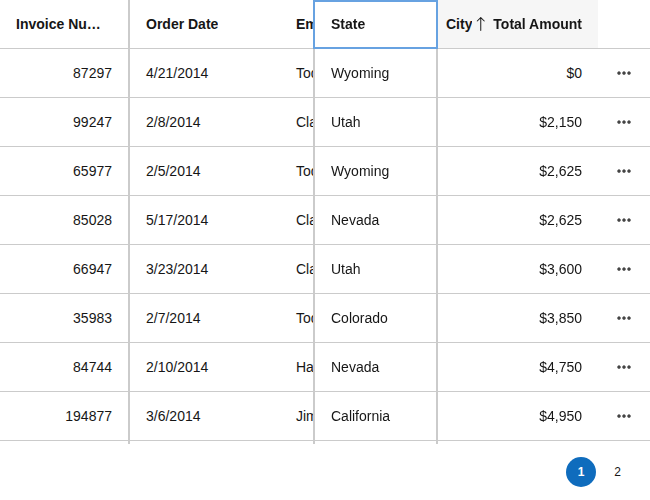 Invoice Nu… Order Date Em State City ↑ Total Amount
87297 4/21/2014 Wyoming $0 •••
99247 2/8/2014 Cla Utah $2,150 •••
65977 2/5/2014 Wyoming $2,625 •••
85028 5/17/2014 Cla Nevada $2,625 •••
66947 3/23/2014 Cla Utah $3,600 •••
35983 2/7/2014 Colorado $3,850 •••
84744 2/10/2014 Ha Nevada $4,750 •••
194877 3/6/2014 Jim California $4,950 •••
1 2